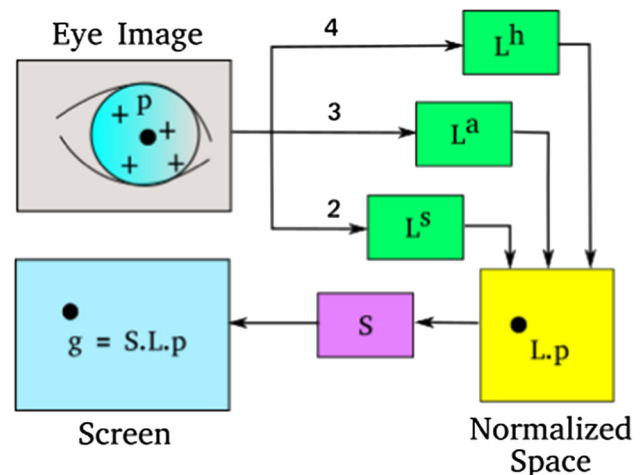 Eye Image
4
L^h
p
3
L^a
2
L^s
g = S.L.p
S
L.p
Screen
Normalized
Space